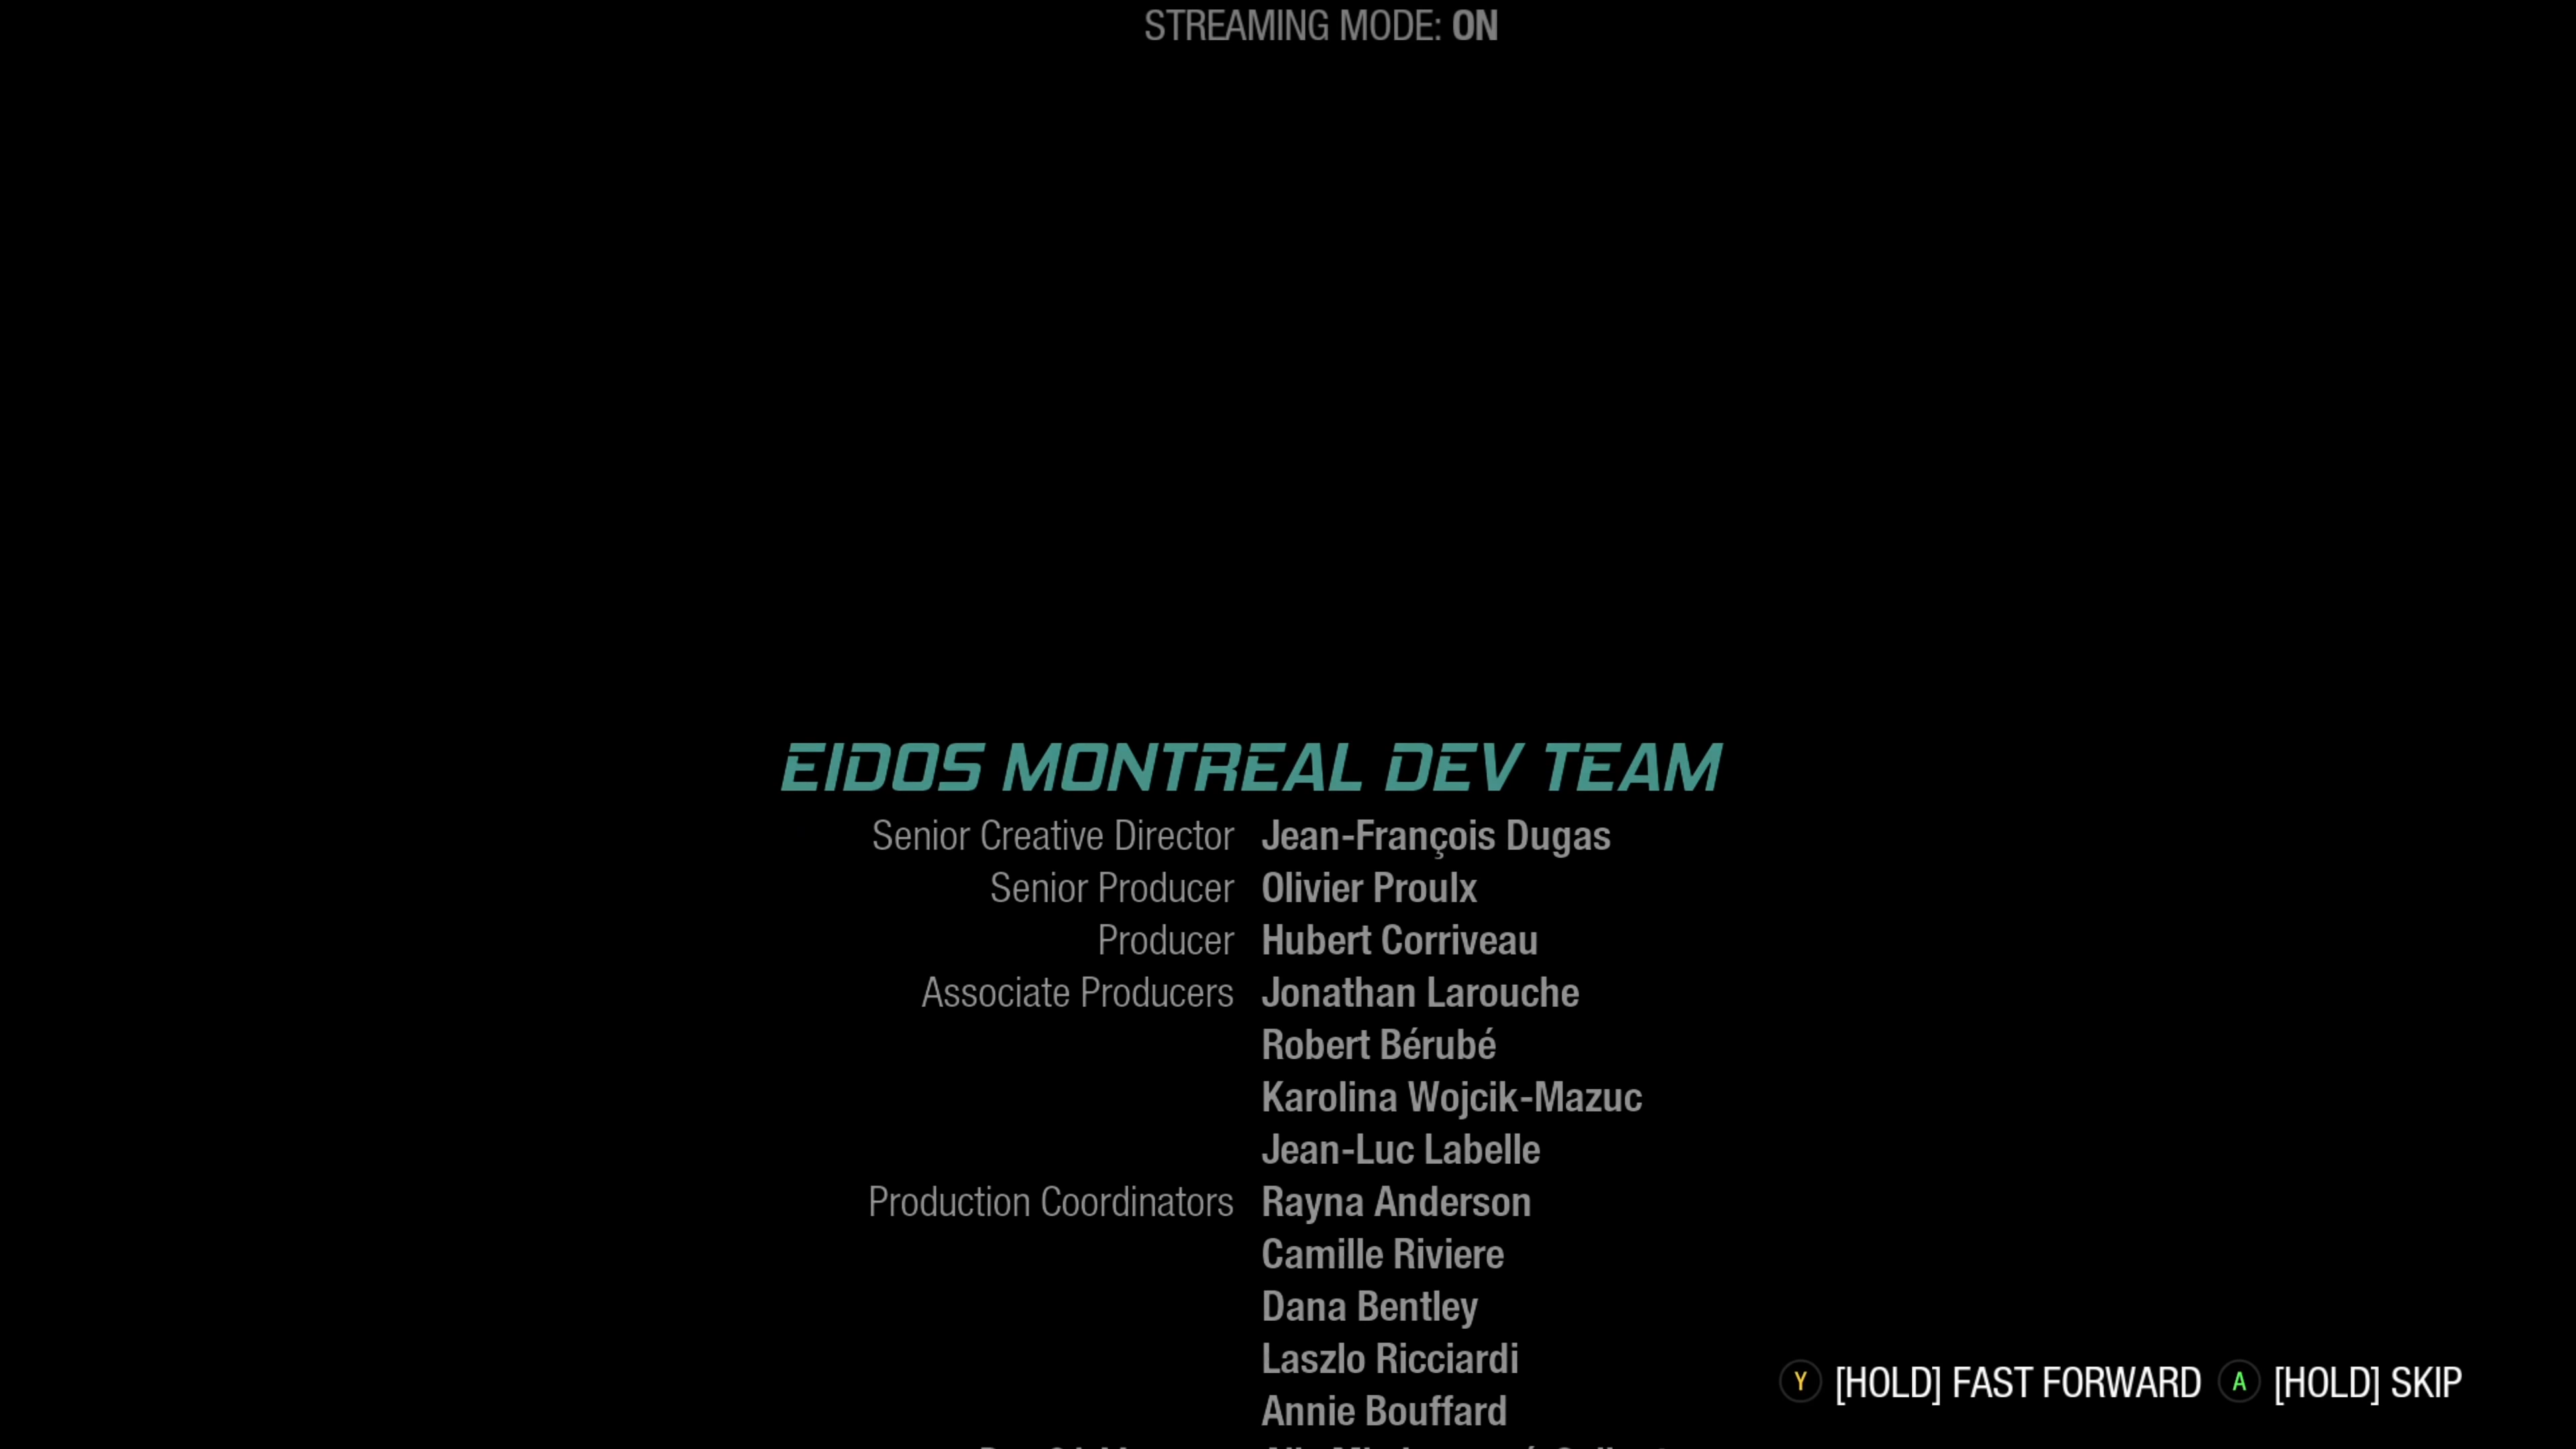 STREAMING MODE: ON
EIDOS MONTREAL DEV TEAM
Senior Creative Director Jean-François Dugas
Senior Producer Olivier Proulx
Producer Hubert Corriveau
Associate Producers Jonathan Larouche
Robert Bérubé
Karolina Wojcik-Mazuc
Jean-Luc Labelle
Production Coordinators Rayna Anderson
Camille Riviere
Dana Bentley
Laszlo Ricciardi
Annie Bouffard
Y [HOLD] FAST FORWARD A [HOLD] SKIP